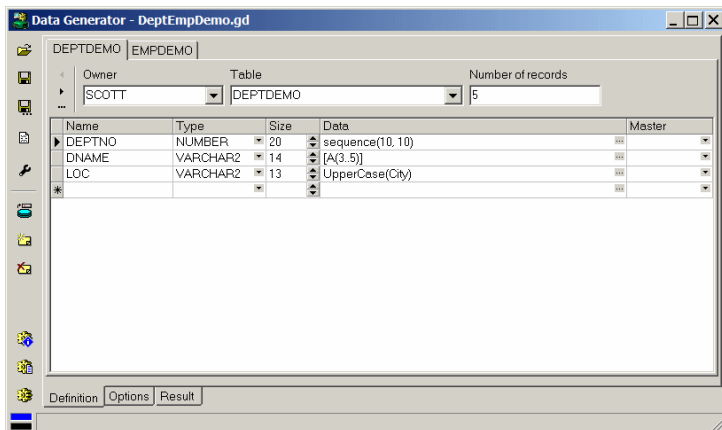 Data Generator - DeptEmpDemo.gd
DEPTDEMO EMPDEMO
Owner Table Number of records
SCOTT DEPTDEMO 5
Name Type Size Data Master
DEPTNO NUMBER 20 sequence(10, 10)
DNAME VARCHAR2 14 [A(3..5)]
LOC VARCHAR2 13 UpperCase(City)
Definition Options Result